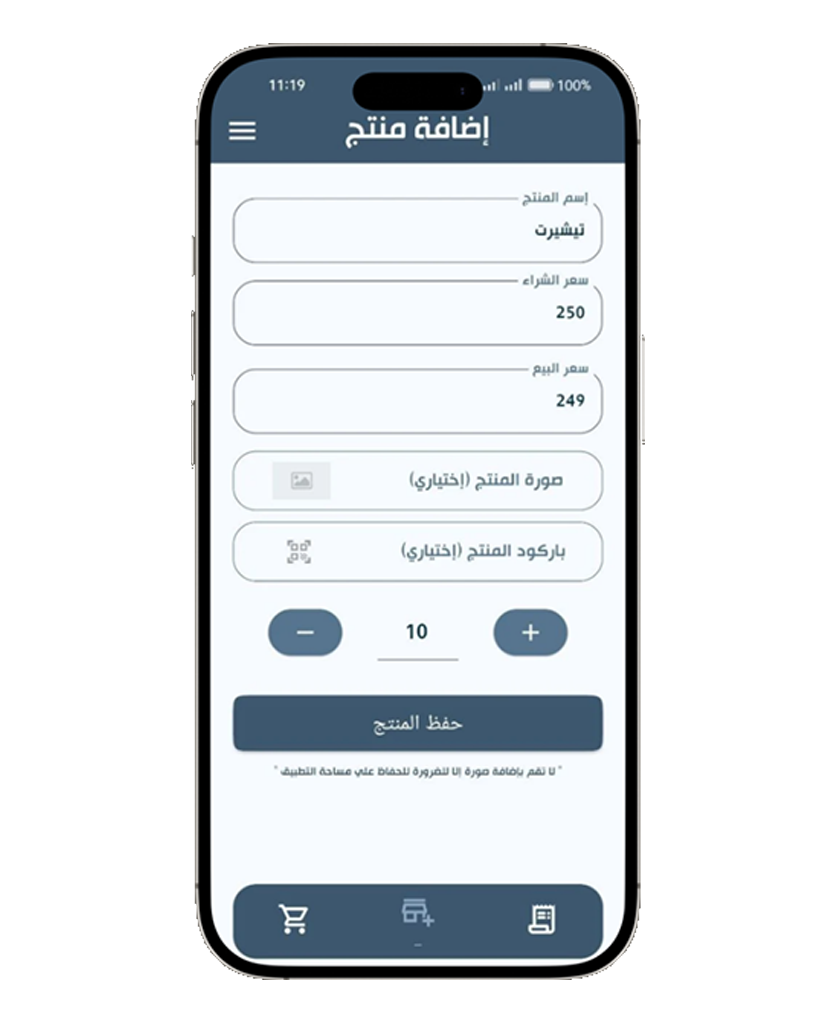 11:19
100%
إضافة منتج
إسم المنتج
تيشيرت
سعر الشراء
250
سعر البيع
249
صورة المنتج (إختياري)
باركود المنتج (إختياري)
+
10
−
حفظ المنتج
" لا تقم بإضافة صورة إلا للضرورة للحفاظ علي مساحة التطبيق "